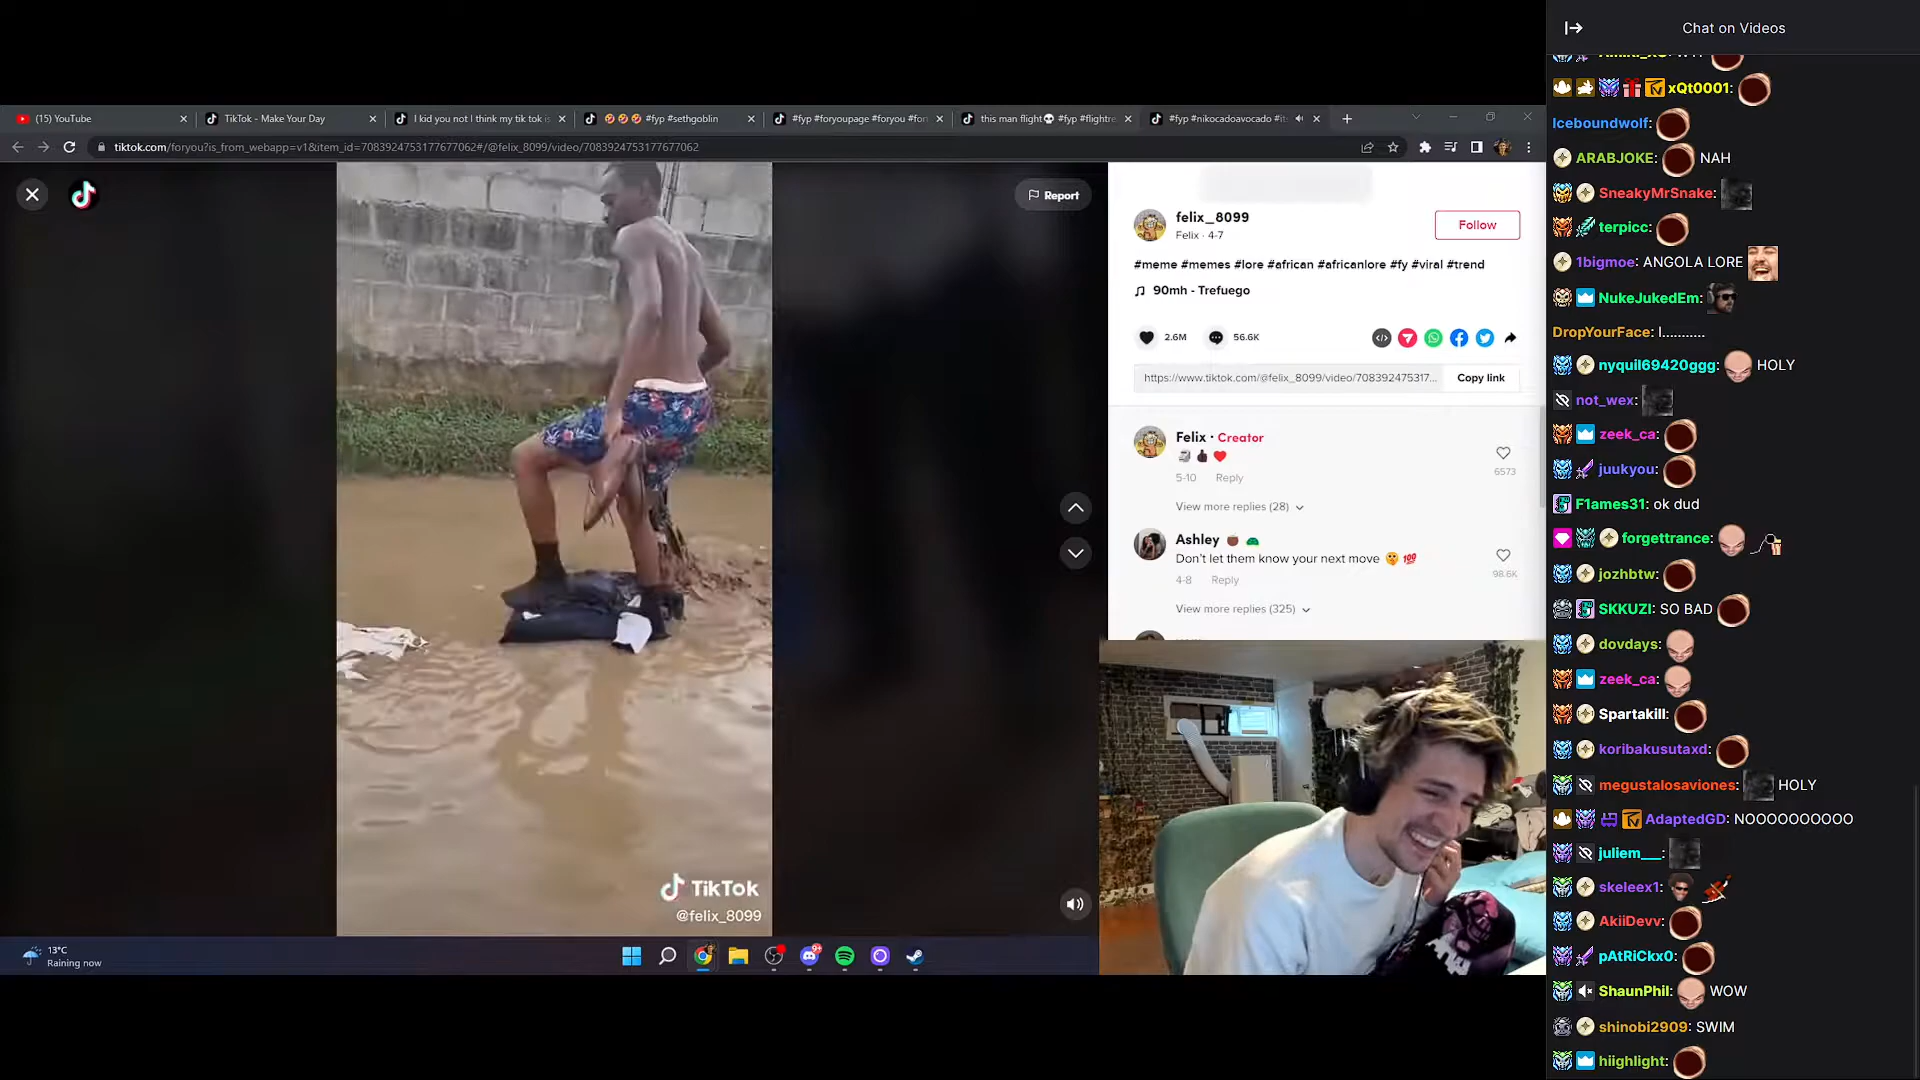 (15) YouTube
TikTok - Make Your Day
I kid you not I think my tik tok is
#fyp #sethgoblin
#fyp #foryoupage #foryou #for
this man flight💀 #fyp #flightre
#fyp #nikocadoavocado #it
tiktok.com/foryou?is_from_webapp=v1&item_id=7083924753177677062#/@felix_8099/video/7083924753177677062
Report
felix_8099
Felix · 4-7
Follow
#meme #memes #lore #african #africanlore #fy #viral #trend
90mh - Trefuego
2.6M
56.6K
https://www.tiktok.com/@felix_8099/video/708392475317...
Copy link
Felix · Creator
5-10 Reply
6573
View more replies (28)
Ashley
Don't let them know your next move 🤫 💯
4-8 Reply
98.6K
View more replies (325)
TikTok
@felix_8099
13°C
Raining now
9+
Chat on Videos
xQt0001:
Iceboundwolf:
ARABJOKE: NAH
SneakyMrSnake:
terpicc:
1bigmoe: ANGOLA LORE
NukeJukedEm:
DropYourFace: I...........
nyquil69420ggg: HOLY
not_wex:
zeek_ca:
juukyou:
F1ames31: ok dud
forgettrance:
jozhbtw:
SKKUZI: SO BAD
dovdays:
zeek_ca:
Spartakill:
koribakusutaxd:
megustalosaviones: HOLY
AdaptedGD: NOOOOOOOOOO
juliem___:
skeleex1:
AkiiDevv:
pAtRiCkx0:
ShaunPhil: WOW
shinobi2909: SWIM
hiighlight: